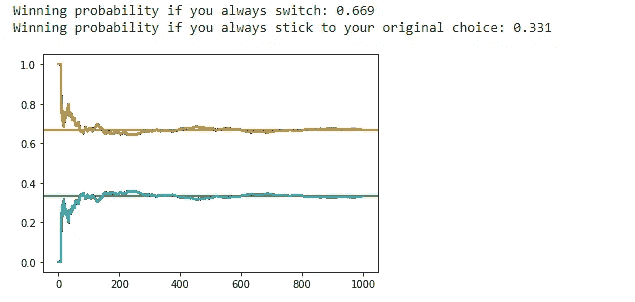 Winning probability if you always switch: 0.669
Winning probability if you always stick to your original choice: 0.331
1.0
0.8
0.6
0.4
0.2
0.0
0 200 400 600 800 1000